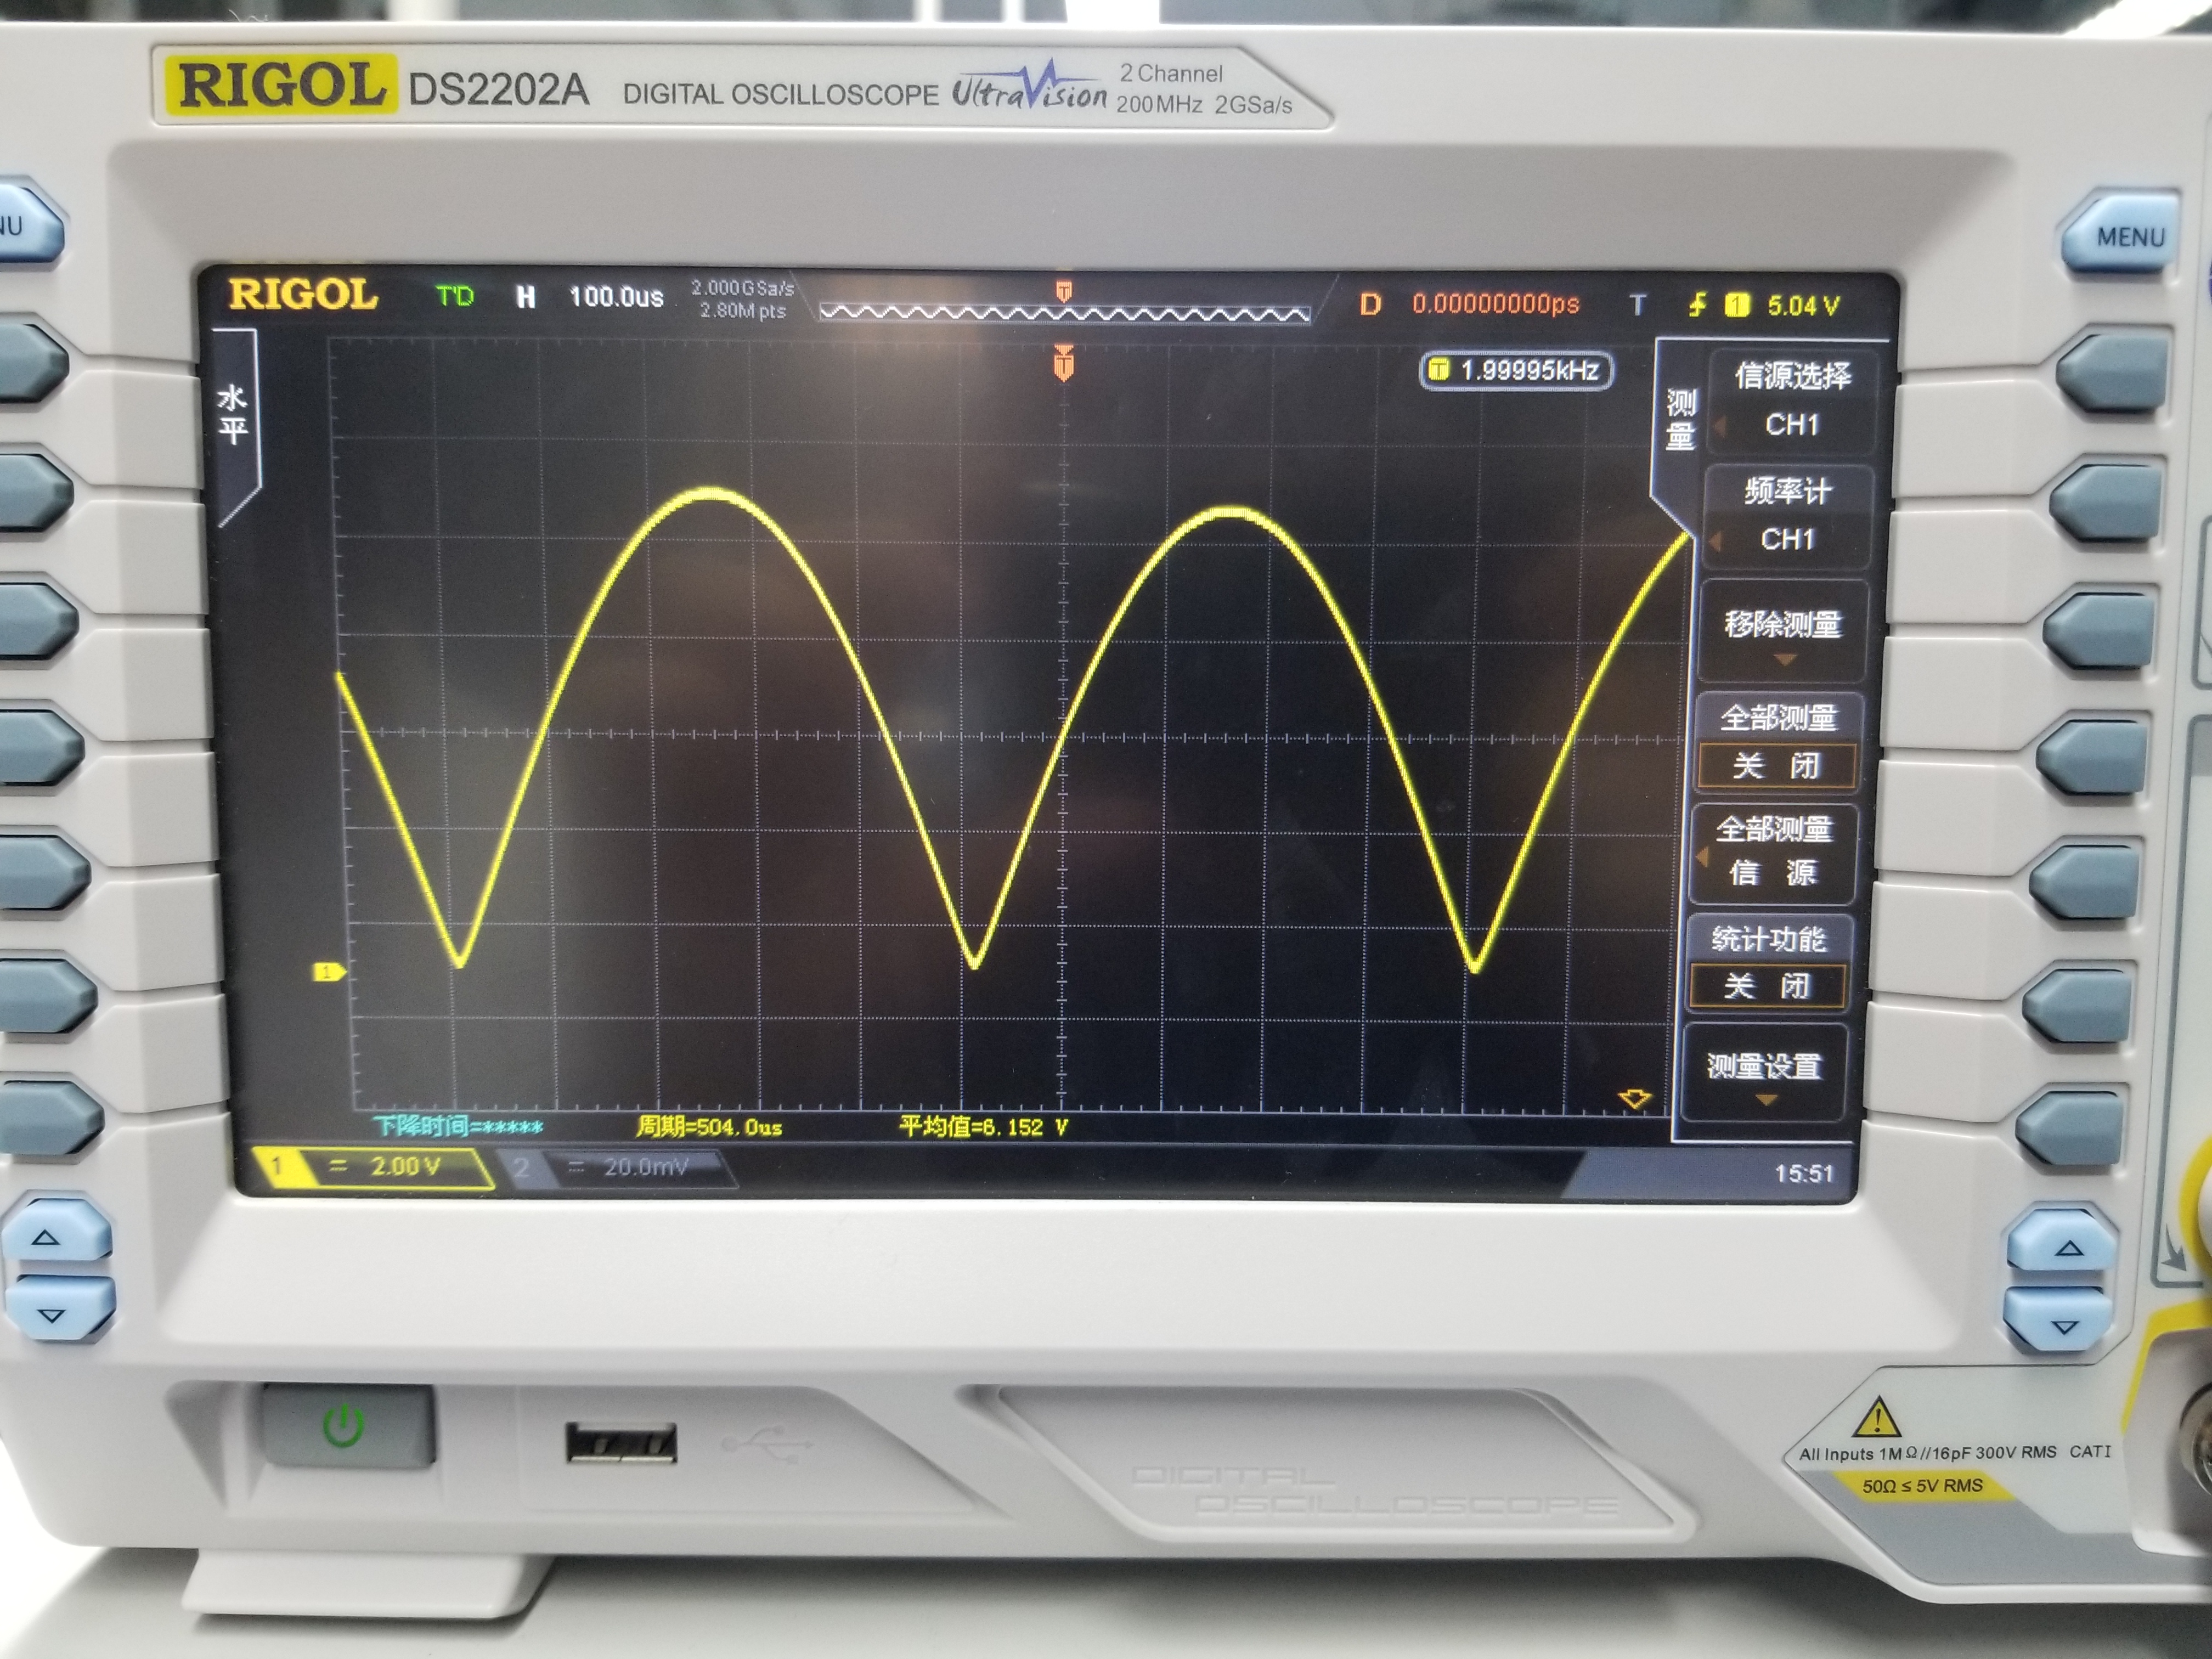 RIGOL DS2202A DIGITAL OSCILLOSCOPE UltraVision 2 Channel
200MHz 2GSa/s
NU
MENU
RIGOL T'D H 100.0us 2.000GSa/s
2.80M pts
D 0.00000000ps T 1 5.04 V
水平
T
T
T 1.99995kHz
测量
信源选择
CH1
频率计
CH1
移除测量
全部测量
关 闭
全部测量
信 源
统计功能
关 闭
测量设置
1
下降时间=***** 周期=504.0us 平均值=6.152 V
1 = 2.00 V 2 = 20.0mV
15:51
DIGITAL
OSCILLOSCOPE
All Inputs 1MΩ//16pF 300V RMS CAT I
50Ω ≤ 5V RMS